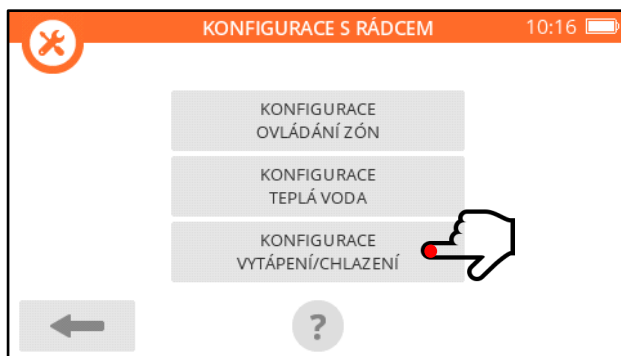 KONFIGURACE S RÁDCEM 10:16
KONFIGURACE
OVLÁDÁNÍ ZÓN
KONFIGURACE
TEPLÁ VODA
KONFIGURACE
VYTÁPENÍ/CHLAZENÍ
?